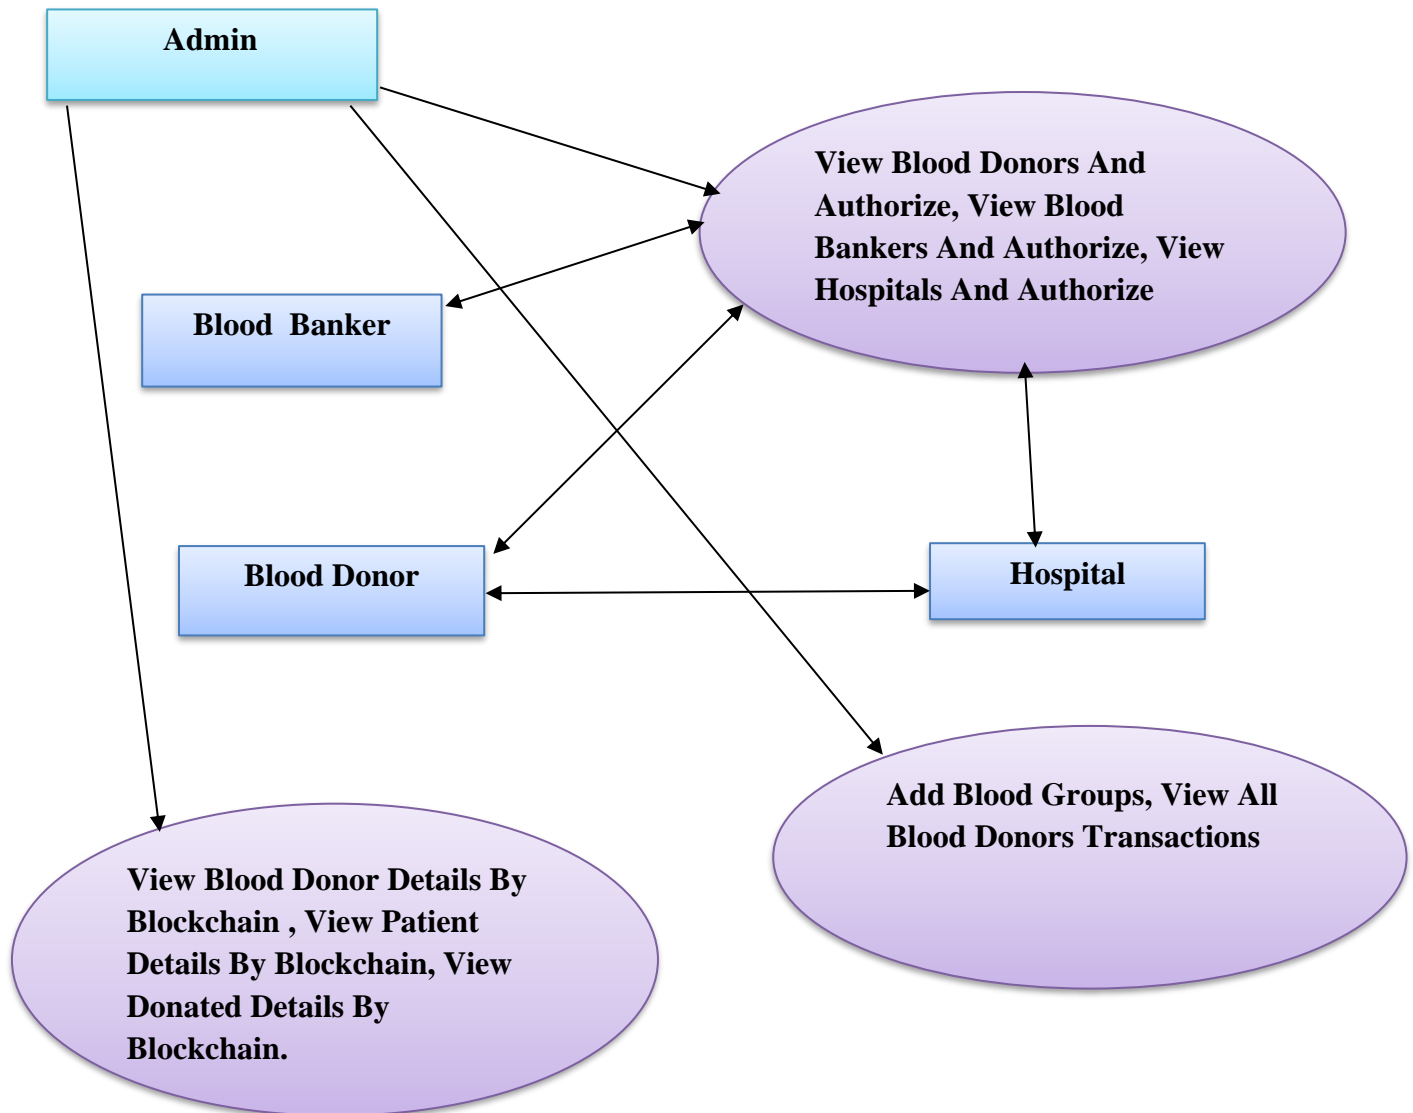 Admin
View Blood Donors And
Authorize, View Blood
Bankers And Authorize, View
Hospitals And Authorize
Blood  Banker
Blood Donor
Hospital
Add Blood Groups, View All
Blood Donors Transactions
View Blood Donor Details By
Blockchain , View Patient
Details By Blockchain, View
Donated Details By
Blockchain.